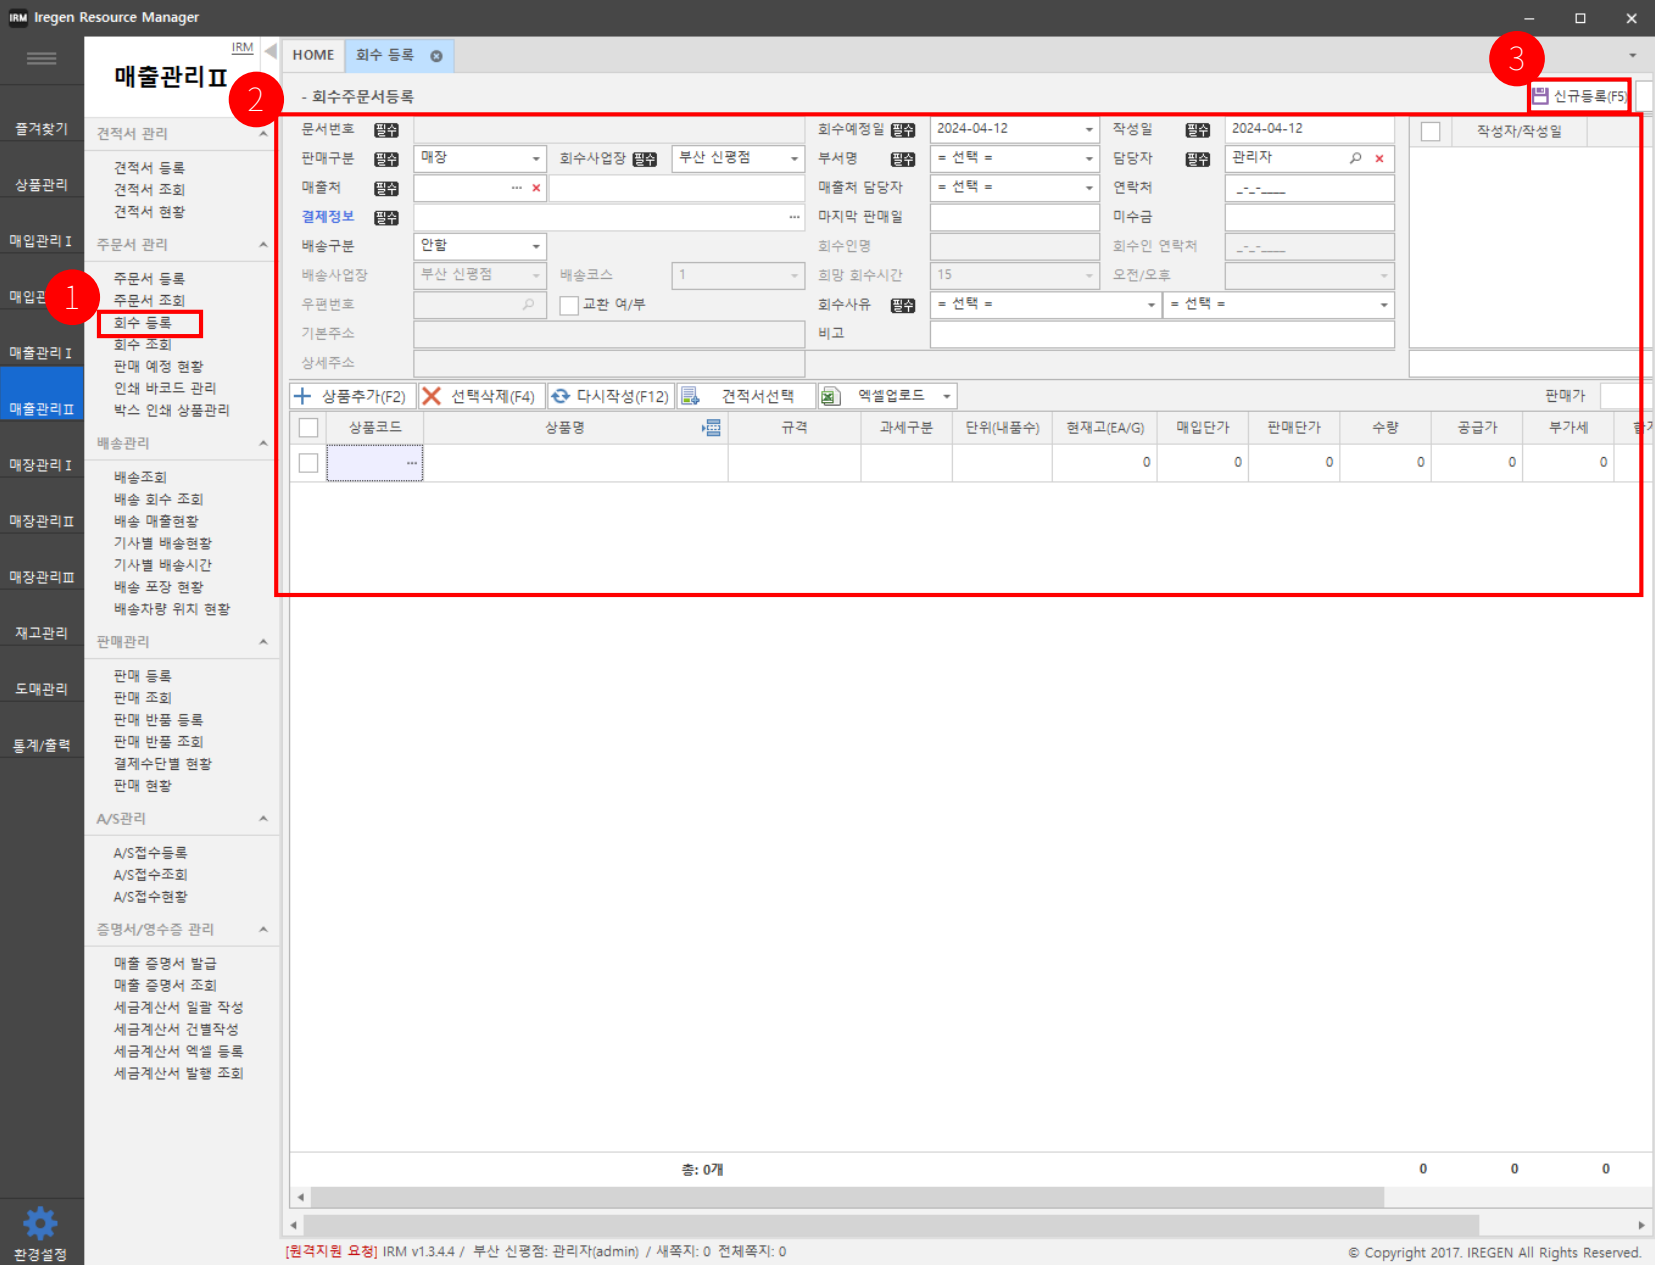 IRM Iregen Resource Manager
즐겨찾기
상품관리
매입관리Ⅰ
매입관
매출관리Ⅰ
매출관리Ⅱ
매장관리Ⅰ
매장관리Ⅱ
매장관리Ⅲ
재고관리
도매관리
통계/출력
환경설정
IRM
매출관리Ⅱ
견적서 관리
견적서 등록
견적서 조회
견적서 현황
주문서 관리
주문서 등록
주문서 조회
1
회수 등록
회수 조회
판매 예정 현황
인쇄 바코드 관리
박스 인쇄 상품관리
배송관리
배송조회
배송 회수 조회
배송 매출현황
기사별 배송현황
기사별 배송시간
배송 포장 현황
배송차량 위치 현황
판매관리
판매 등록
판매 조회
판매 반품 등록
판매 반품 조회
결제수단별 현황
판매 현황
A/S관리
A/S접수등록
A/S접수조회
A/S접수현황
증명서/영수증 관리
매출 증명서 발급
매출 증명서 조회
세금계산서 일괄 작성
세금계산서 건별작성
세금계산서 엑셀 등록
세금계산서 발행 조회
HOME 회수 등록
2
3
- 회수주문서등록
신규등록(F5)
문서번호 필수 회수예정일 필수 2024-04-12 작성일 필수 2024-04-12 작성자/작성일
판매구분 필수 매장 회수사업장 필수 부산 신평점 부서명 필수 = 선택 = 담당자 필수 관리자
매출처 필수 매출처 담당자 = 선택 = 연락처 _-_-____
결제정보 필수 마지막 판매일 미수금
배송구분 안함 회수인명 회수인 연락처 _-_-____
배송사업장 부산 신평점 배송코스 1 희망 회수시간 15 오전/오후
우편번호 교환 여/부 회수사유 필수 = 선택 = = 선택 =
기본주소 비고
상세주소
상품추가(F2) 선택삭제(F4) 다시작성(F12) 견적서선택 엑셀업로드 판매가
상품코드 상품명 규격 과세구분 단위(내품수) 현재고(EA/G) 매입단가 판매단가 수량 공급가 부가세
0 0 0 0 0 0
총: 0개 0 0 0
[원격지원 요청] IRM v1.3.4.4 / 부산 신평점: 관리자(admin) / 새쪽지: 0 전체쪽지: 0
© Copyright 2017. IREGEN All Rights Reserved.